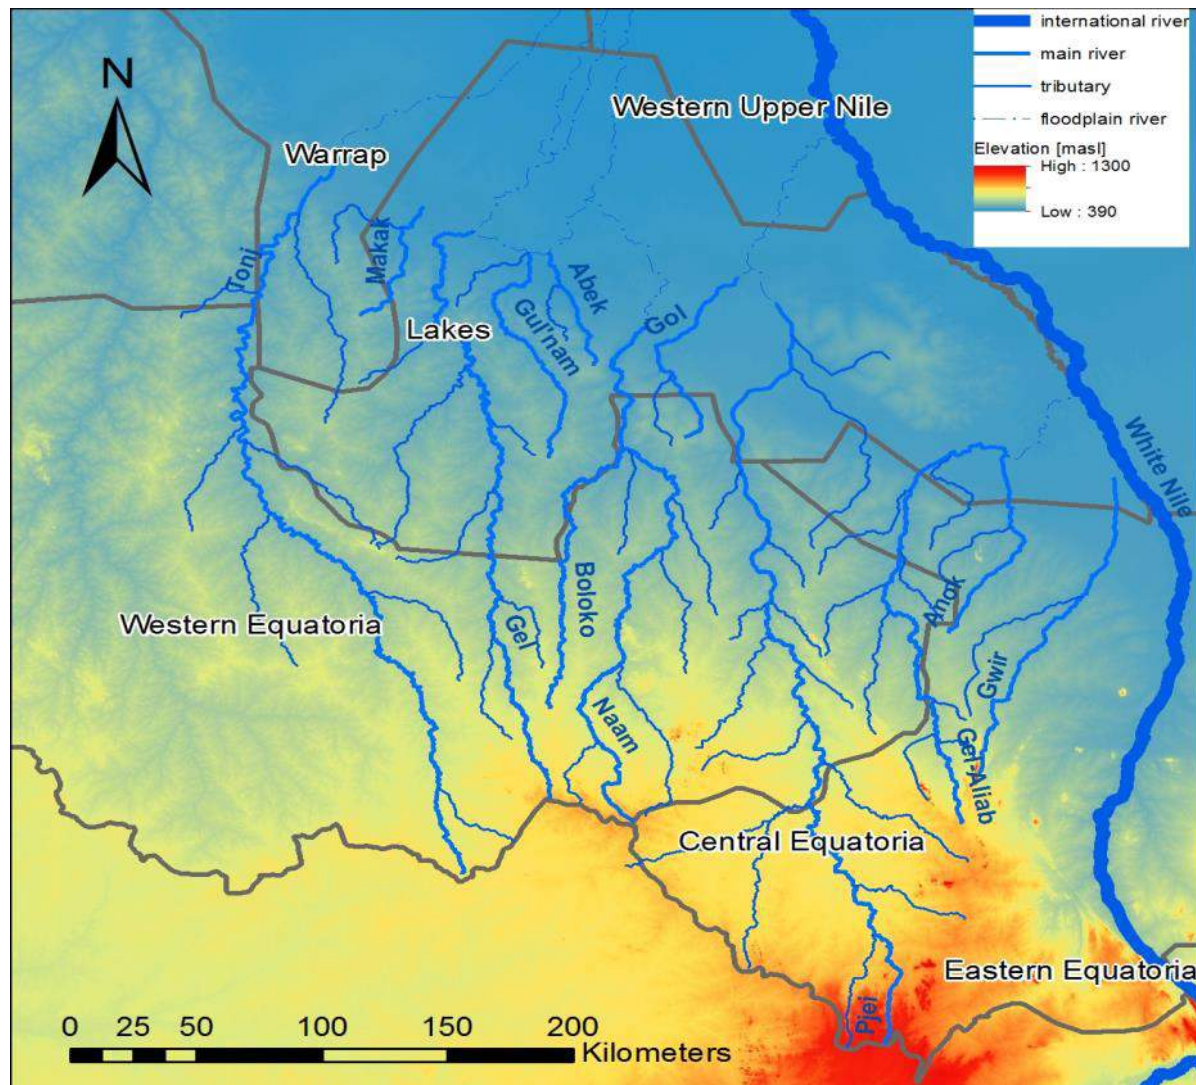 international river
main river
tributary
floodplain river
Elevation [masl]
High : 1300
Low : 390
N
Western Upper Nile
Warrap
Tonj
Makak
Abek
Gul'nam
Lakes
Gol
White Nile
Western Equatoria
Gel
Boloko
Anok
Gwir
Naam
Gel-Aliab
Central Equatoria
Eastern Equatoria
Pjei
0 25 50 100 150 200
Kilometers